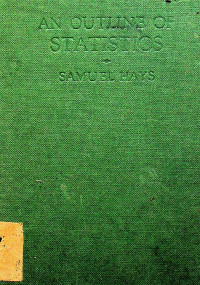 AN OUTLINE OF
STATISTICS
SAMUEL HAYS